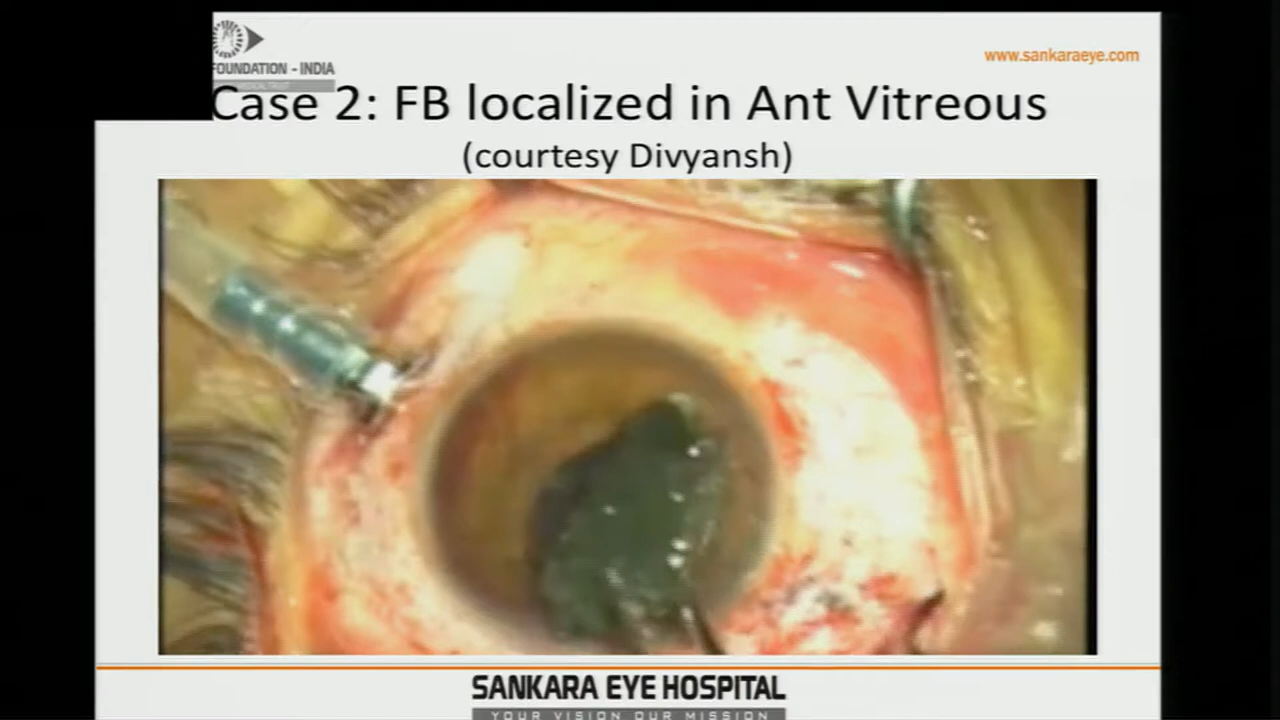 FOUNDATION - INDIA
www.sankaraeye.com
Case 2: FB localized in Ant Vitreous
(courtesy Divyansh)
SANKARA EYE HOSPITAL
YOUR VISION OUR MISSION